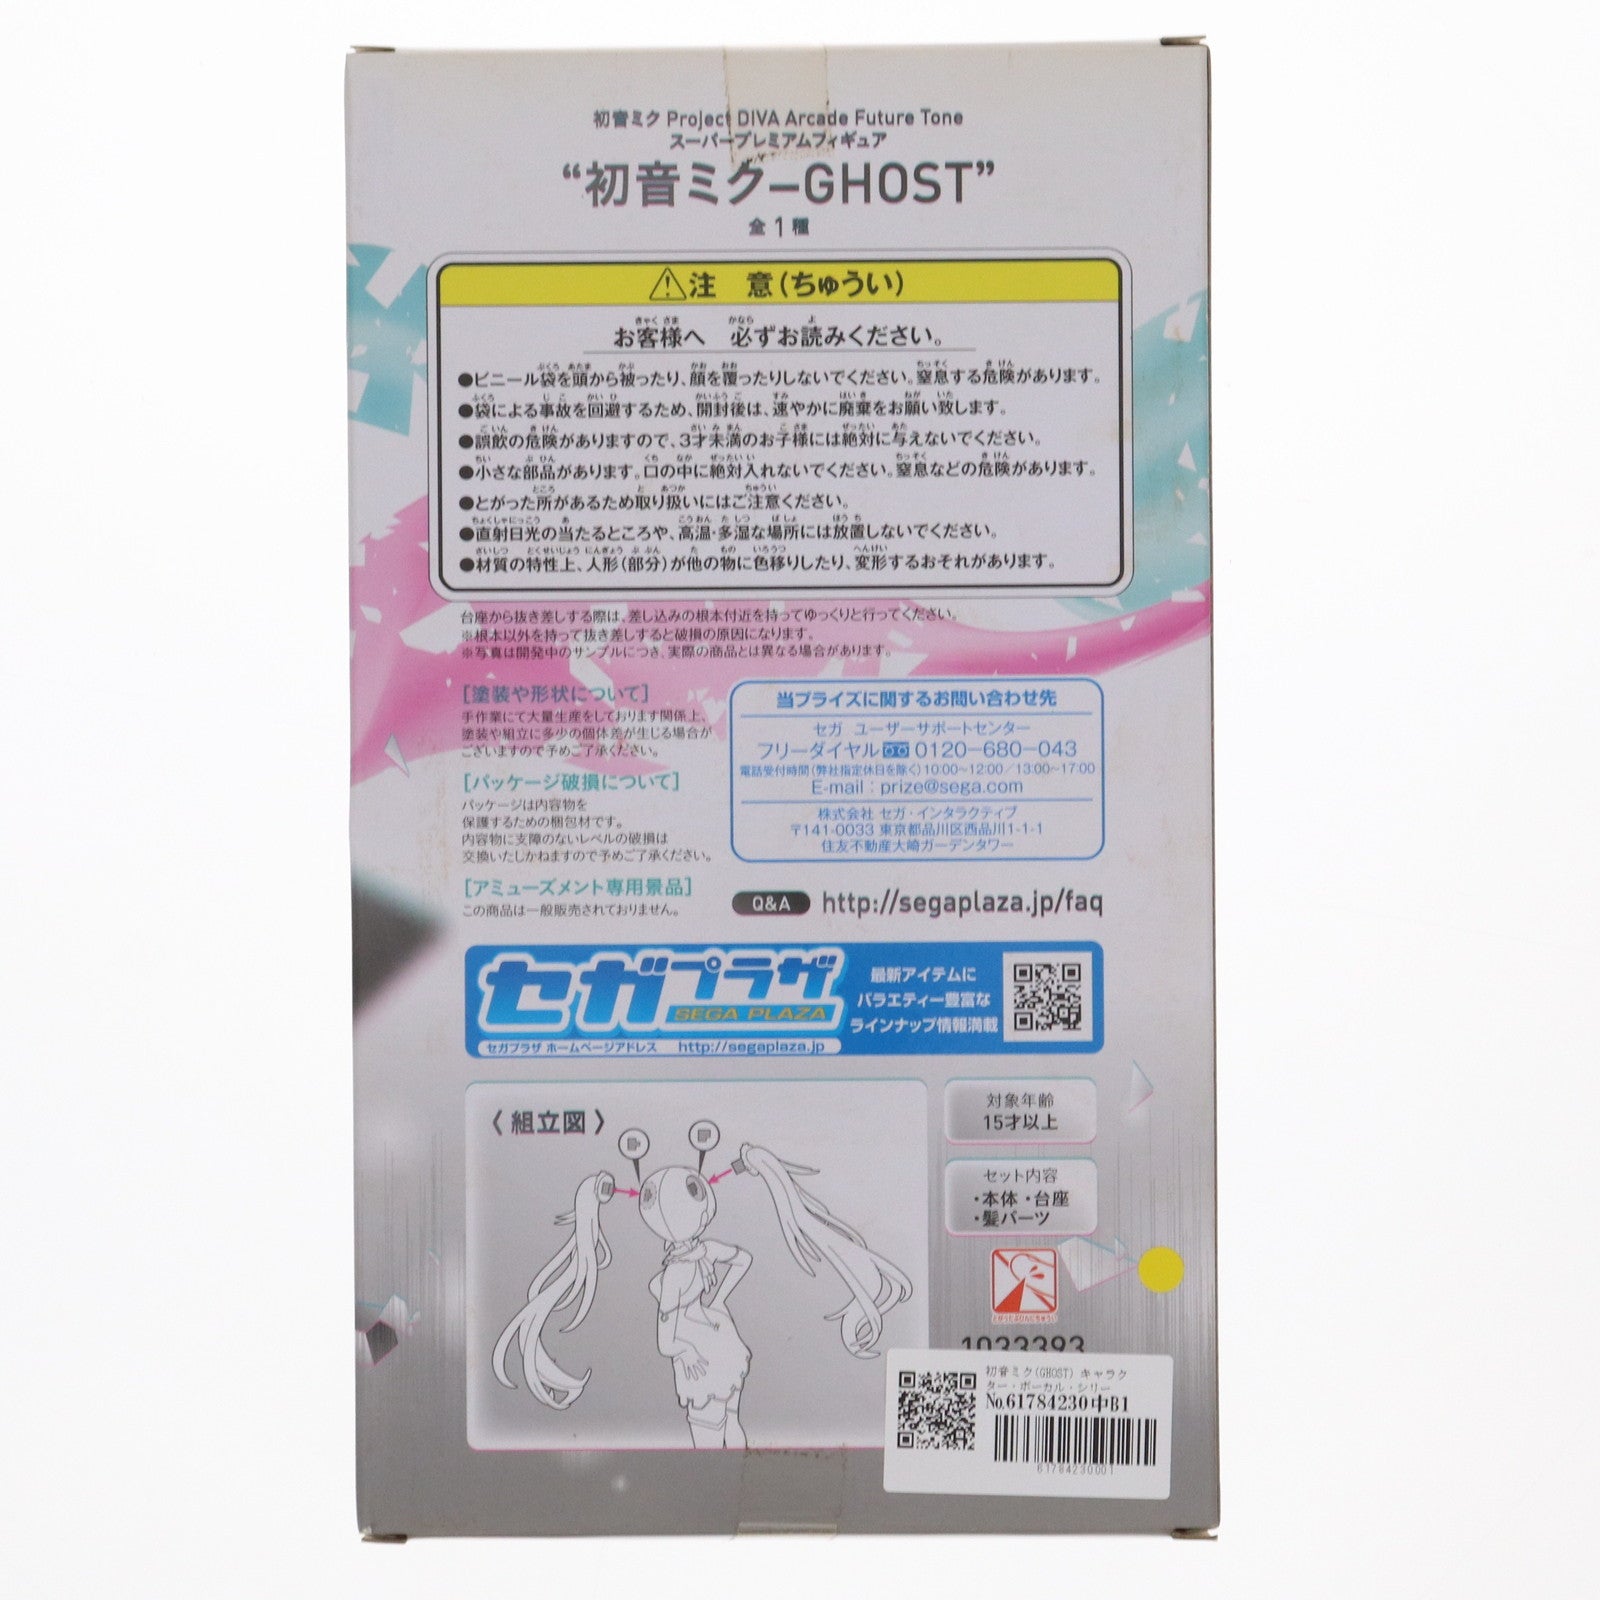 初音ミク Project DIVA Arcade Future Tone
スーパープレミアムフィギュア
“初音ミク–GHOST”
全1種
注 意(ちゅうい)
お客様へ 必ずお読みください。
●ビニール袋を頭から被ったり、顔を覆ったりしないでください。窒息する危険があります。
●袋による事故を回避するため、開封後は、速やかに廃棄をお願い致します。
●誤飲の危険がありますので、3才未満のお子様には絶対に与えないでください。
●小さな部品があります。口の中に絶対入れないでください。窒息などの危険があります。
●とがった所があるため取り扱いにはご注意ください。
●直射日光の当たるところや、高温・多湿な場所には放置しないでください。
●材質の特性上、人形(部分)が他の物に色移りしたり、変形するおそれがあります。
台座から抜き差しする際は、差し込みの根本付近を持ってゆっくりと行ってください。
※根本以外を持って抜き差しすると破損の原因になります。
※写真は開発中のサンプルにつき、実際の商品とは異なる場合があります。
[塗装や形状について]
手作業にて大量生産をしております関係上、
塗装や組立に多少の個体差が生じる場合が
ございますので予めご了承ください。
[パッケージ破損について]
パッケージは内容物を
保護するための梱包材です。
内容物に支障のないレベルの破損は
交換いたしかねますので予めご了承ください。
[アミューズメント専用景品]
この商品は一般販売されておりません。
当プライズに関するお問い合わせ先
セガ ユーザーサポートセンター
フリーダイヤル 0120-680-043
電話受付時間(弊社指定休日を除く)10:00~12:00/13:00~17:00
E-mail : prize@sega.com
株式会社 セガ・インタラクティブ
〒141-0033 東京都品川区西品川1-1-1
住友不動産大崎ガーデンタワー
Q&A http://segaplaza.jp/faq
セガプラザ
SEGA PLAZA
セガプラザ ホームページアドレス http://segaplaza.jp
最新アイテムに
バラエティー豊富な
ラインナップ情報満載
〈組立図〉
対象年齢
15才以上
セット内容
・本体 ・台座
・髪パーツ
とがったぶひんにちゅうい
1033393
初音ミク(GHOST) キャラク
ター・ボーカル・シリー
No.61784230中B1
61784230001